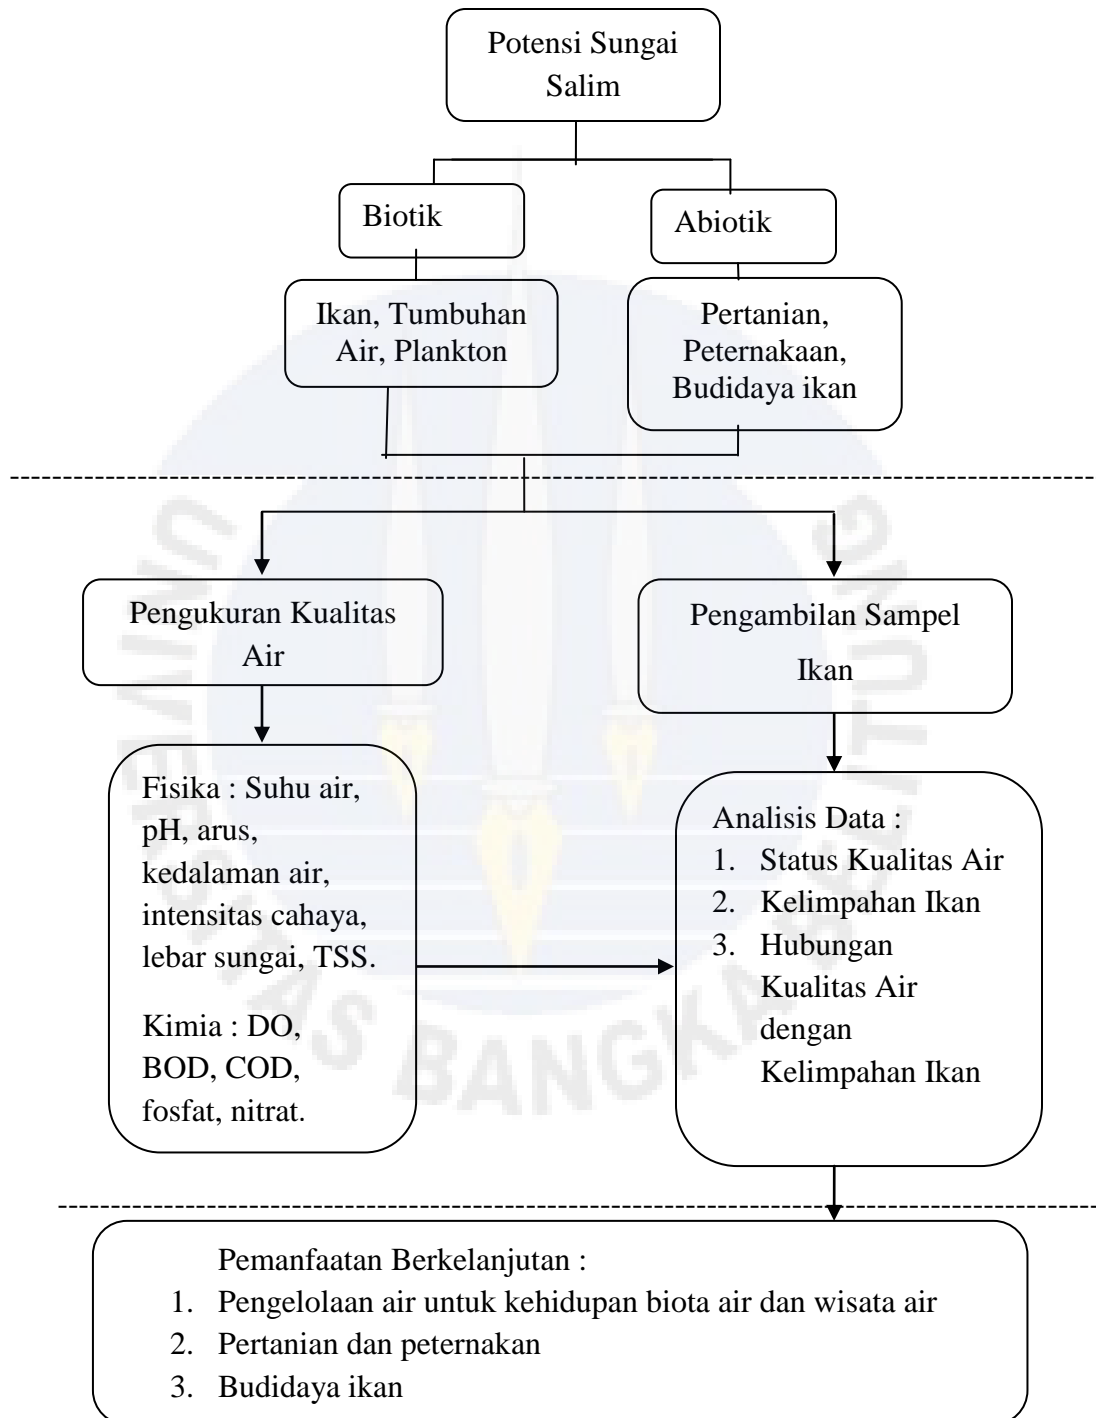 Potensi Sungai
Salim
Biotik
Abiotik
Ikan, Tumbuhan
Air, Plankton
Pertanian,
Peternakaan,
Budidaya ikan
Pengukuran Kualitas
Air
Pengambilan Sampel
Ikan
Fisika : Suhu air,
pH, arus,
kedalaman air,
intensitas cahaya,
lebar sungai, TSS.
Kimia : DO,
BOD, COD,
fosfat, nitrat.
Analisis Data :
1. Status Kualitas Air
2. Kelimpahan Ikan
3. Hubungan
Kualitas Air
dengan
Kelimpahan Ikan
Pemanfaatan Berkelanjutan :
1. Pengelolaan air untuk kehidupan biota air dan wisata air
2. Pertanian dan peternakan
3. Budidaya ikan
UNIVERSITAS BANGKA BELITUNG